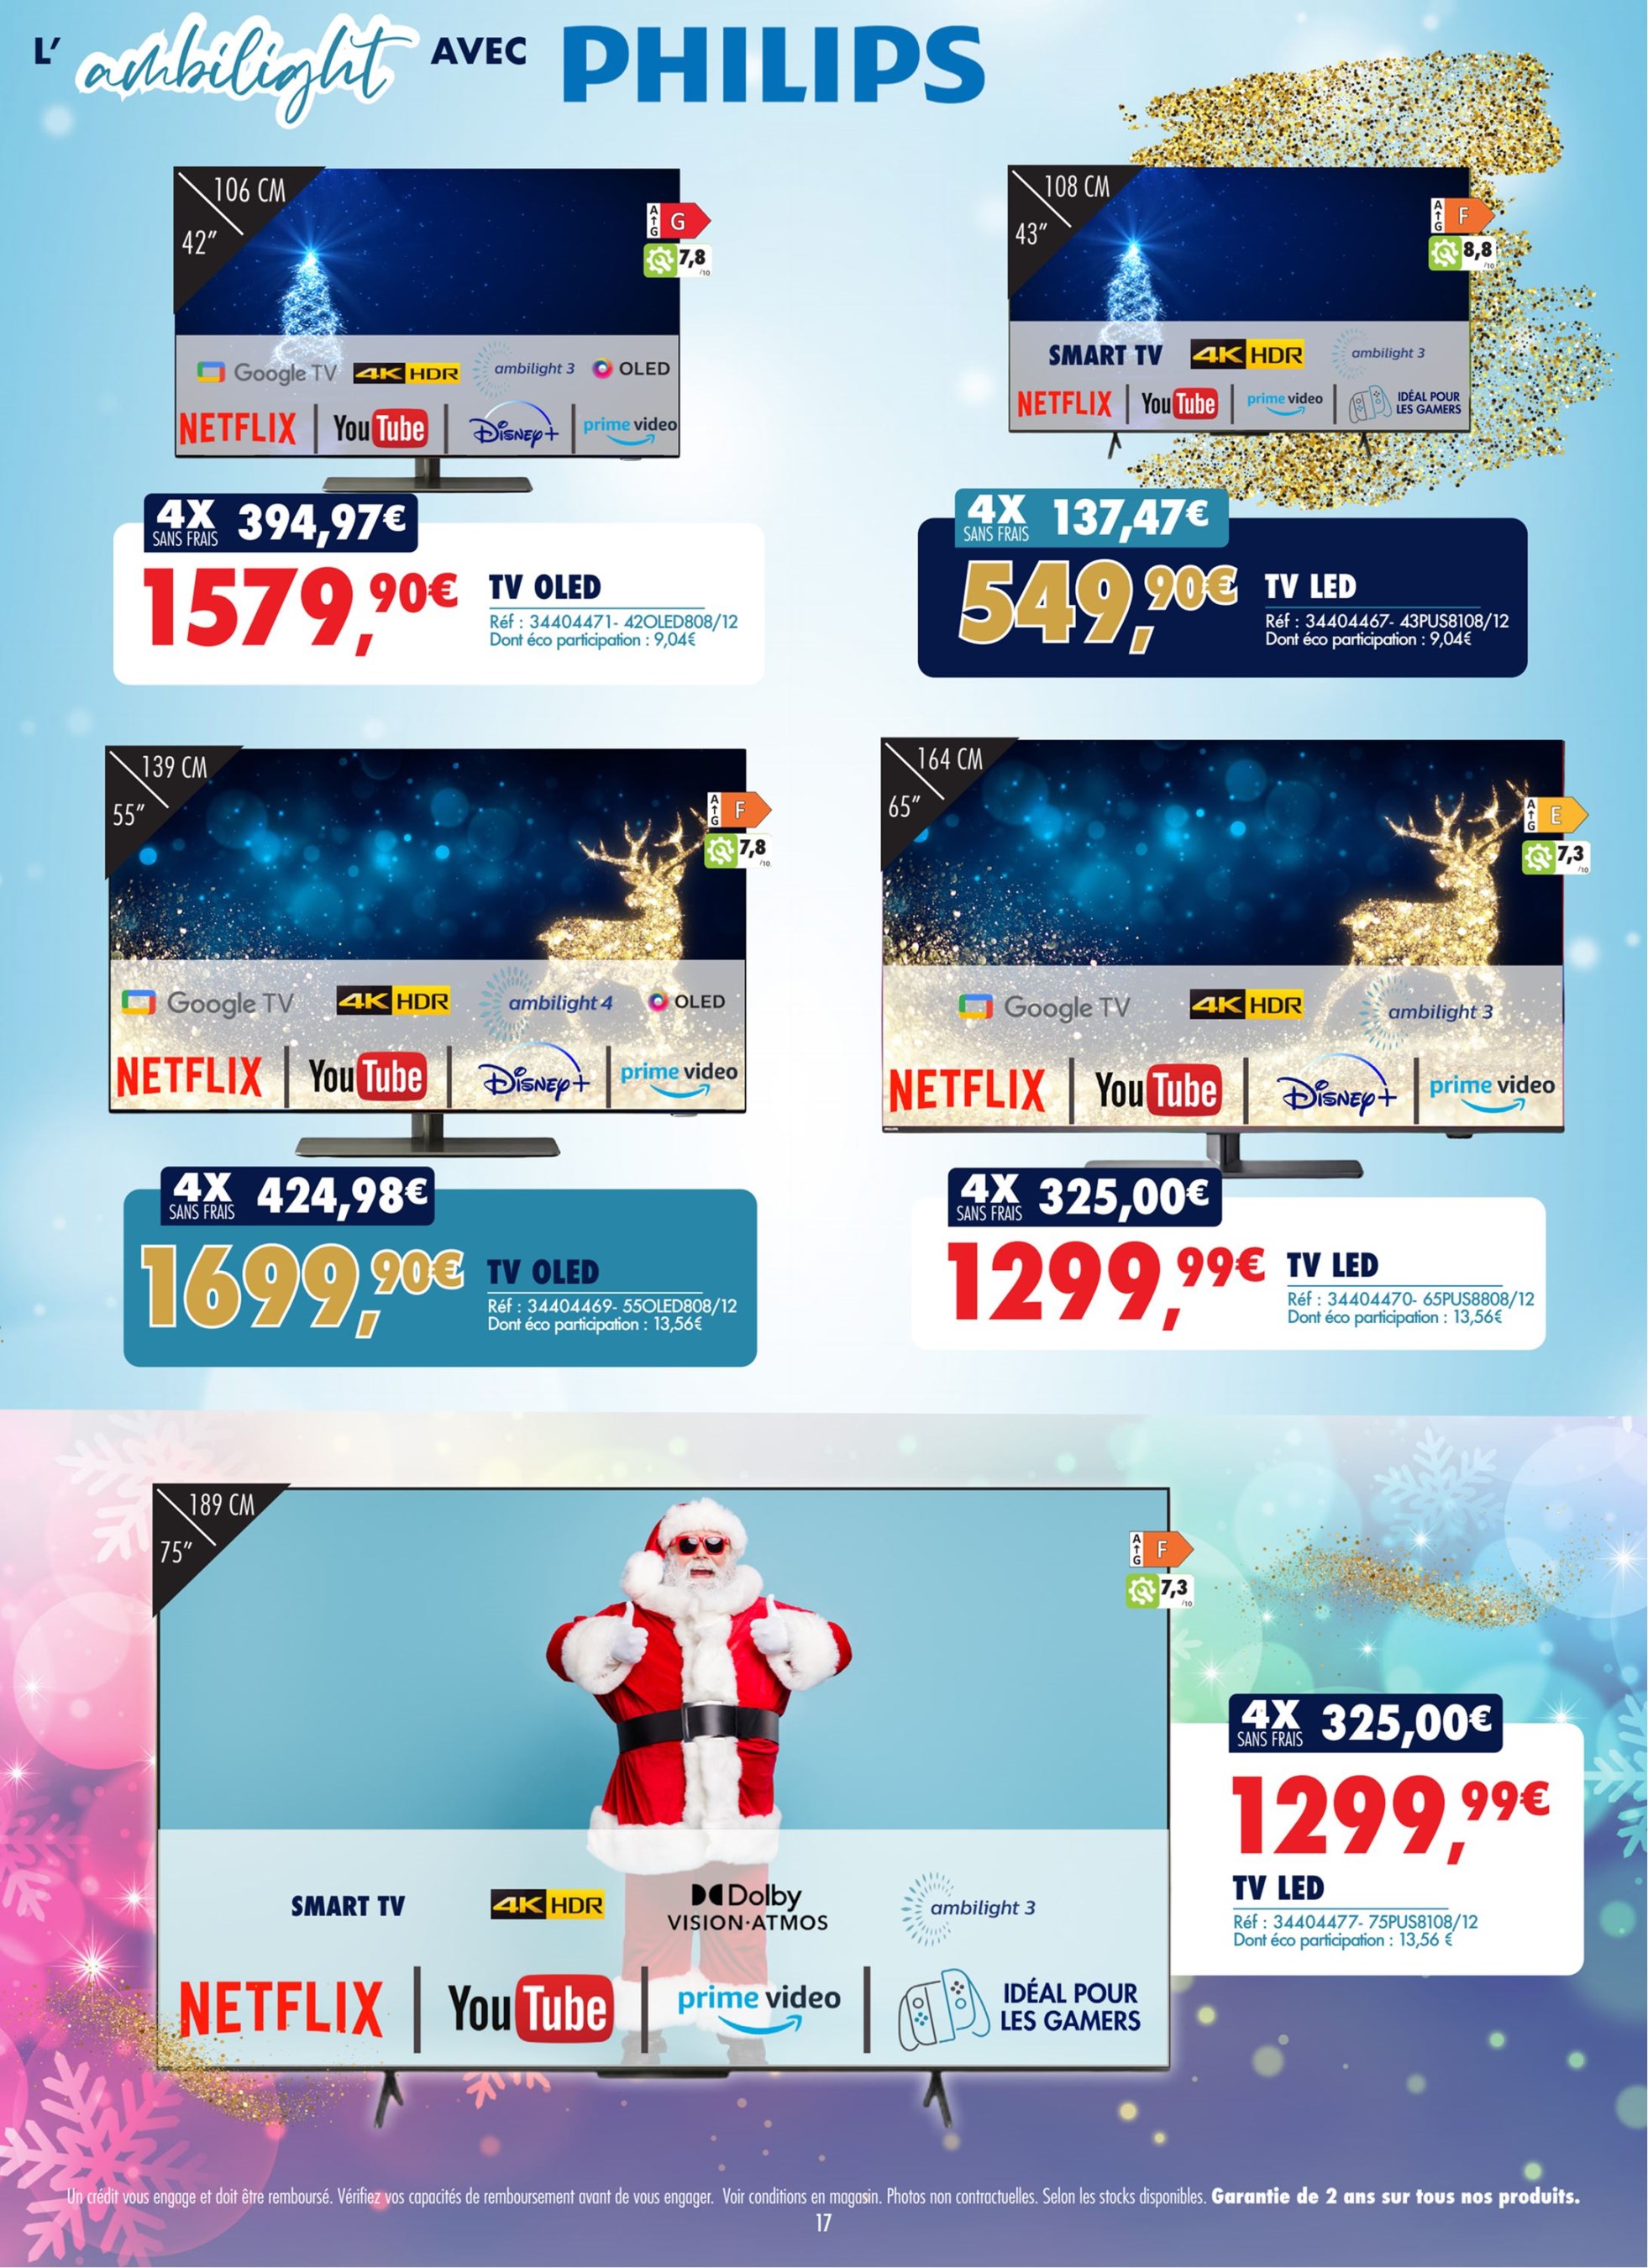 L' ambilight AVEC PHILIPS
106 CM
42"
A↑G G
7,8
/10
Google TV 4K HDR ambilight 3 OLED
NETFLIX YouTube Disney+ prime video
4X SANS FRAIS 394,97€
1579,90€
TV OLED
Réf : 34404471- 42OLED808/12
Dont éco participation : 9,04€
108 CM
43"
A↑G F
8,8
/10
SMART TV 4K HDR ambilight 3
NETFLIX YouTube prime video IDÉAL POUR LES GAMERS
4X SANS FRAIS 137,47€
549,90€
TV LED
Réf : 34404467- 43PUS8108/12
Dont éco participation : 9,04€
139 CM
55"
A↑G F
7,8
/10
Google TV 4K HDR ambilight 4 OLED
NETFLIX YouTube Disney+ prime video
4X SANS FRAIS 424,98€
1699,90€
TV OLED
Réf : 34404469- 55OLED808/12
Dont éco participation : 13,56€
164 CM
65"
A↑G E
7,3
/10
Google TV 4K HDR ambilight 3
NETFLIX YouTube Disney+ prime video
4X SANS FRAIS 325,00€
1299,99€
TV LED
Réf : 34404470- 65PUS8808/12
Dont éco participation : 13,56€
189 CM
75"
A↑G F
7,3
/10
SMART TV 4K HDR Dolby VISION·ATMOS ambilight 3
NETFLIX YouTube prime video IDÉAL POUR LES GAMERS
4X SANS FRAIS 325,00€
1299,99€
TV LED
Réf : 34404477- 75PUS8108/12
Dont éco participation : 13,56 €
Un crédit vous engage et doit être remboursé. Vérifiez vos capacités de remboursement avant de vous engager. Voir conditions en magasin. Photos non contractuelles. Selon les stocks disponibles. Garantie de 2 ans sur tous nos produits.
17